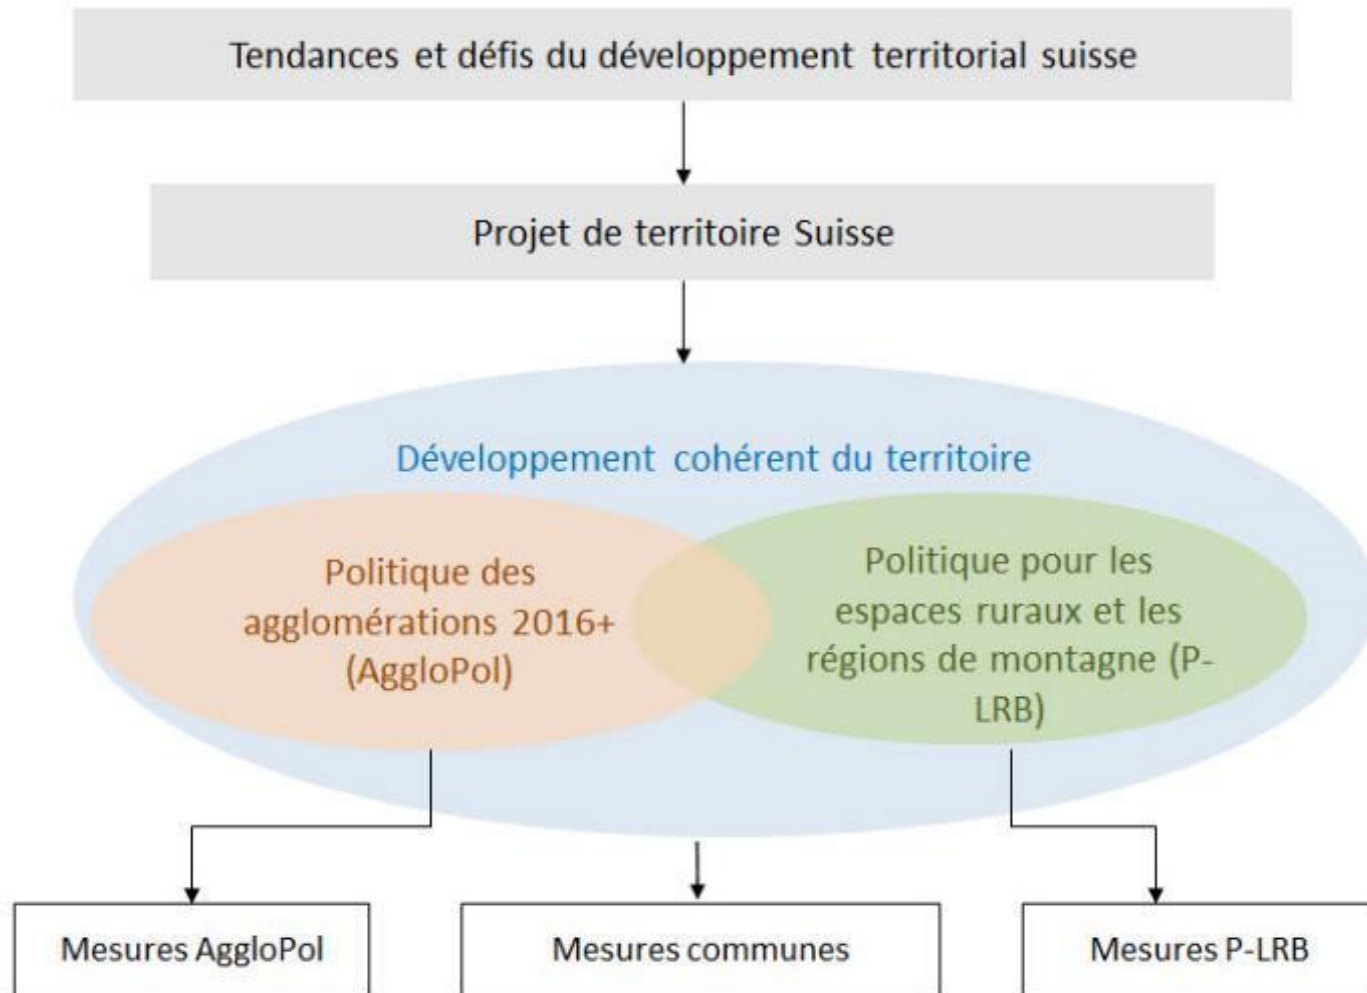 Tendances et défis du développement territorial suisse
Projet de territoire Suisse
Développement cohérent du territoire
Politique des
agglomérations 2016+
(AggloPol)
Politique pour les
espaces ruraux et les
régions de montagne (P-
LRB)
Mesures AggloPol
Mesures communes
Mesures P-LRB